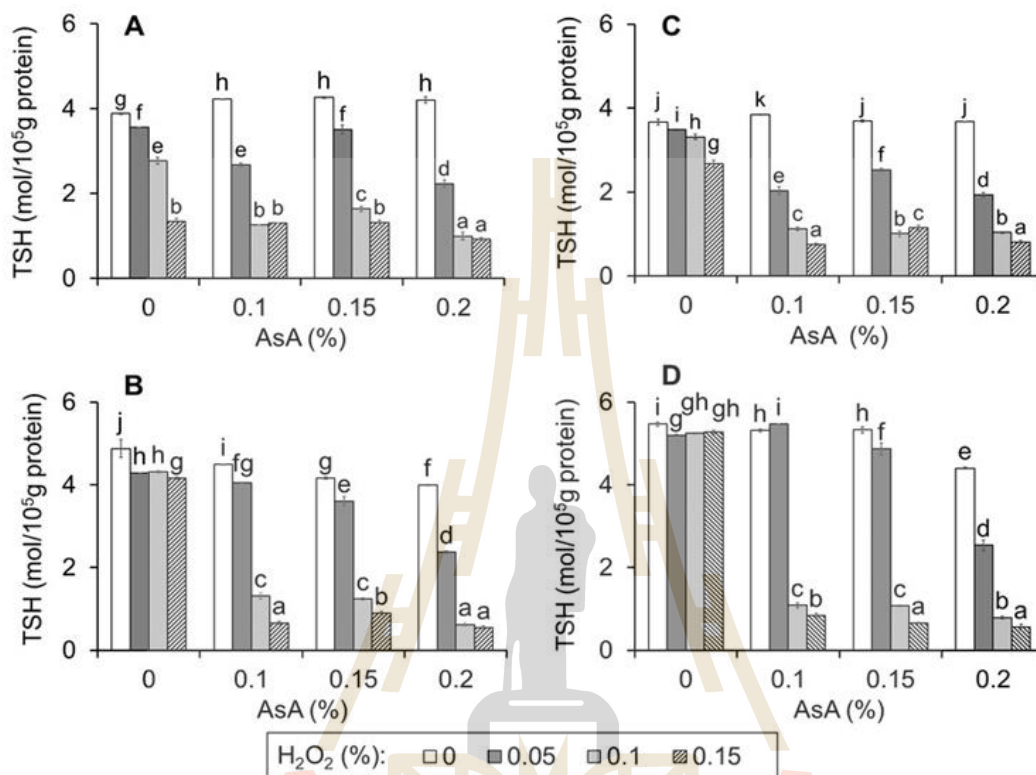 A
TSH (mol/10⁵g protein)
6
4
2
0
g f e b
h e b b
h f c b
h d a a
0 0.1 0.15 0.2
AsA (%)
C
TSH (mol/10⁵g protein)
6
4
2
0
j i h g
k e c a
j f b c
j d b a
0 0.1 0.15 0.2
AsA (%)
B
TSH (mol/10⁵g protein)
6
4
2
0
j h h g
i fg c a
g e c b
f d a a
0 0.1 0.15 0.2
AsA (%)
D
TSH (mol/10⁵g protein)
6
4
2
0
i g gh gh
h i c b
h f c a
e d b a
0 0.1 0.15 0.2
AsA (%)
H₂O₂ (%): 0 0.05 0.1 0.15